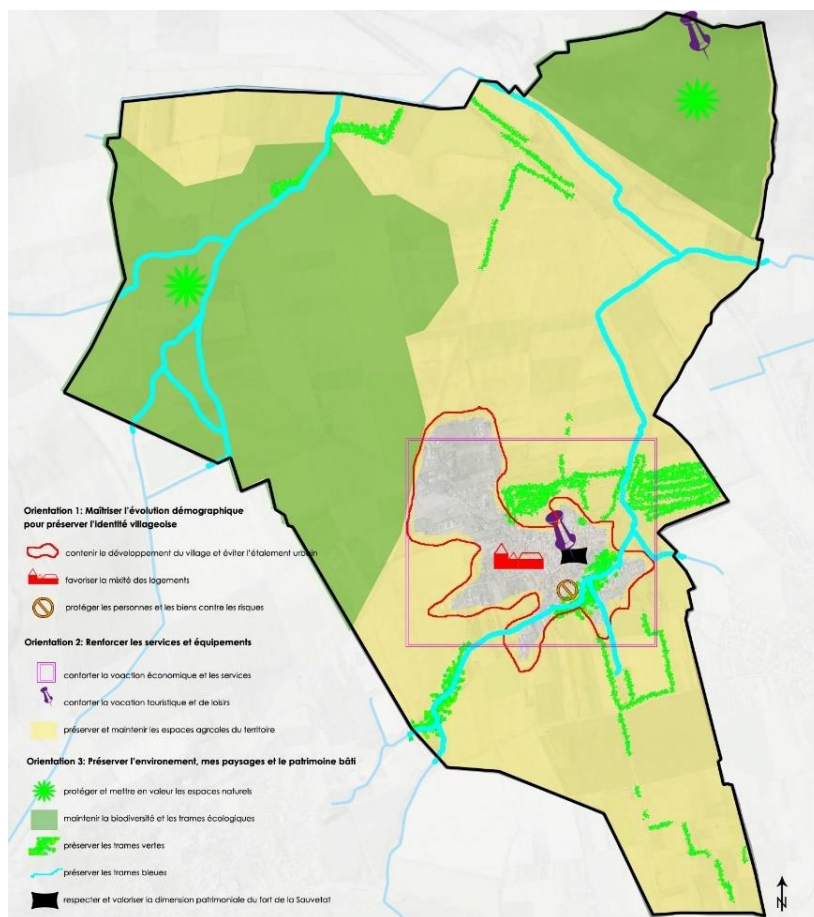 Orientation 1: Maîtriser l'évolution démographique
pour préserver l'identité villageoise
contenir le développement du village et éviter l'étalement urbain
favoriser la mixité des logements
protéger les personnes et les biens contre les risques
Orientation 2: Renforcer les services et équipements
conforter la voaction économique et les services
conforter la vocation touristique et de loisirs
préserver et maintenir les espaces agrcoles du territoire
Orientation 3: Préserver l'environement, mes paysages et le patrimoine bâti
protéger et mettre en valeur les espaces naturels
maintenir la biodiversité et les trames écologiques
préserver les trames vertes
préserver les trames bleues
respecter et valoriser la dimension patrimoniale du fort de la Sauvetat
N